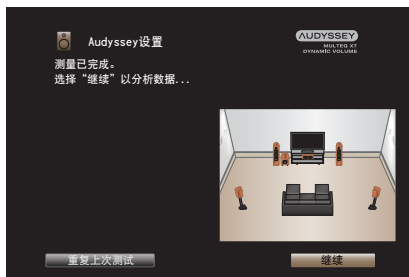 Audyssey设置
AUDYSSEY
MULTEQ XT
DYNAMIC VOLUME
测量已完成。
选择“继续”以分析数据...
重复上次测试
继续